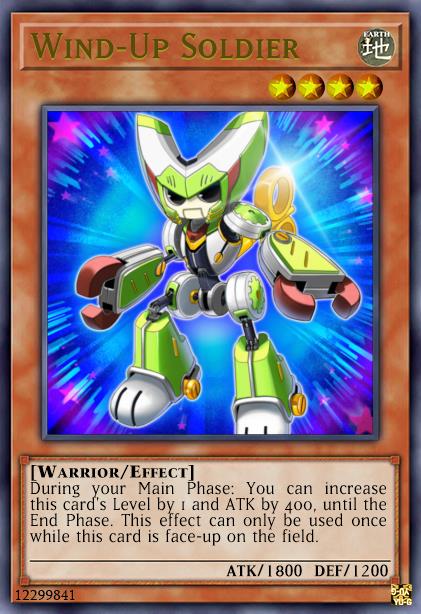 Wind-Up Soldier
EARTH
地
[Warrior/Effect]
During your Main Phase: You can increase
this card's Level by 1 and ATK by 400, until the
End Phase. This effect can only be used once
while this card is face-up on the field.
ATK/1800 DEF/1200
12299841